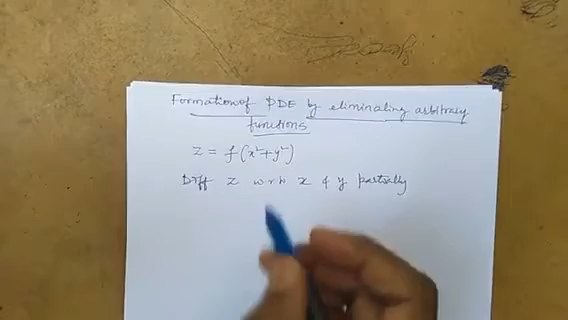 Formation of PDE by eliminating arbitrary
functions
z = f(x²+y²)
Diff z w.r.t x & y partially